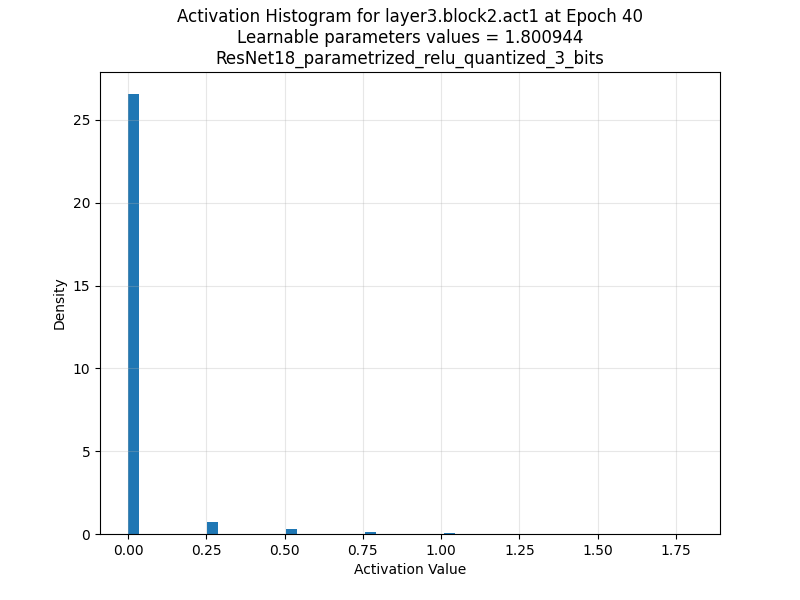 Activation Histogram for layer3.block2.act1 at Epoch 40
Learnable parameters values = 1.800944
ResNet18_parametrized_relu_quantized_3_bits
25
20
15
10
5
0
Density
0.00 0.25 0.50 0.75 1.00 1.25 1.50 1.75
Activation Value